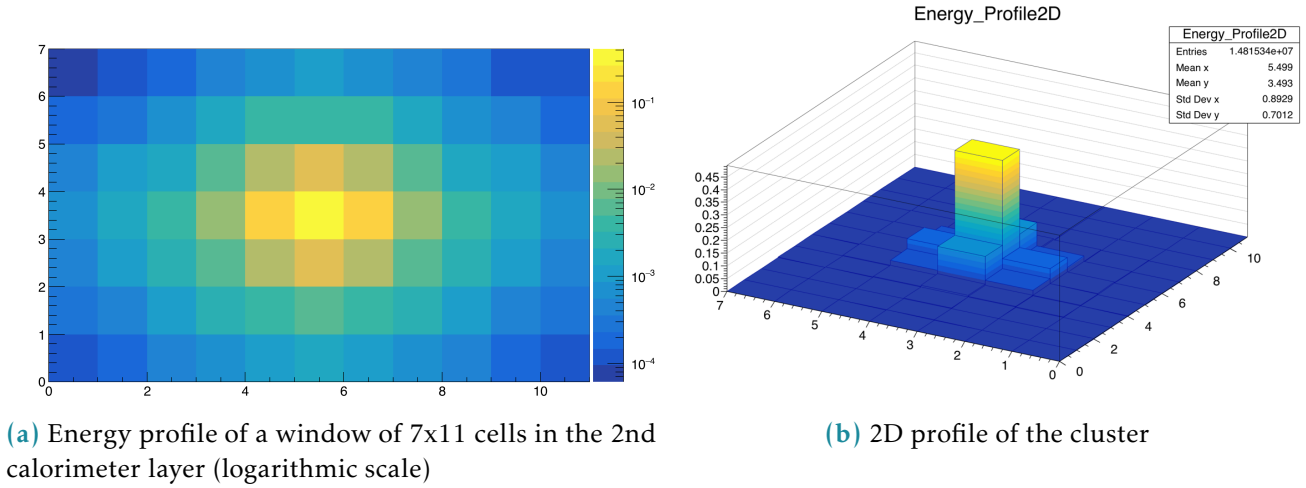 Energy_Profile2D
Energy_Profile2D
Entries 1.481534e+07
Mean x 5.499
Mean y 3.493
Std Dev x 0.8929
Std Dev y 0.7012
7
6
5
4
3
2
1
0
0 2 4 6 8 10
10⁻¹
10⁻²
10⁻³
10⁻⁴
0.45
0.4
0.35
0.3
0.25
0.2
0.15
0.1
0.05
0
7 6 5 4 3 2 1 0
0 2 4 6 8 10
(a) Energy profile of a window of 7x11 cells in the 2nd
calorimeter layer (logarithmic scale)
(b) 2D profile of the cluster